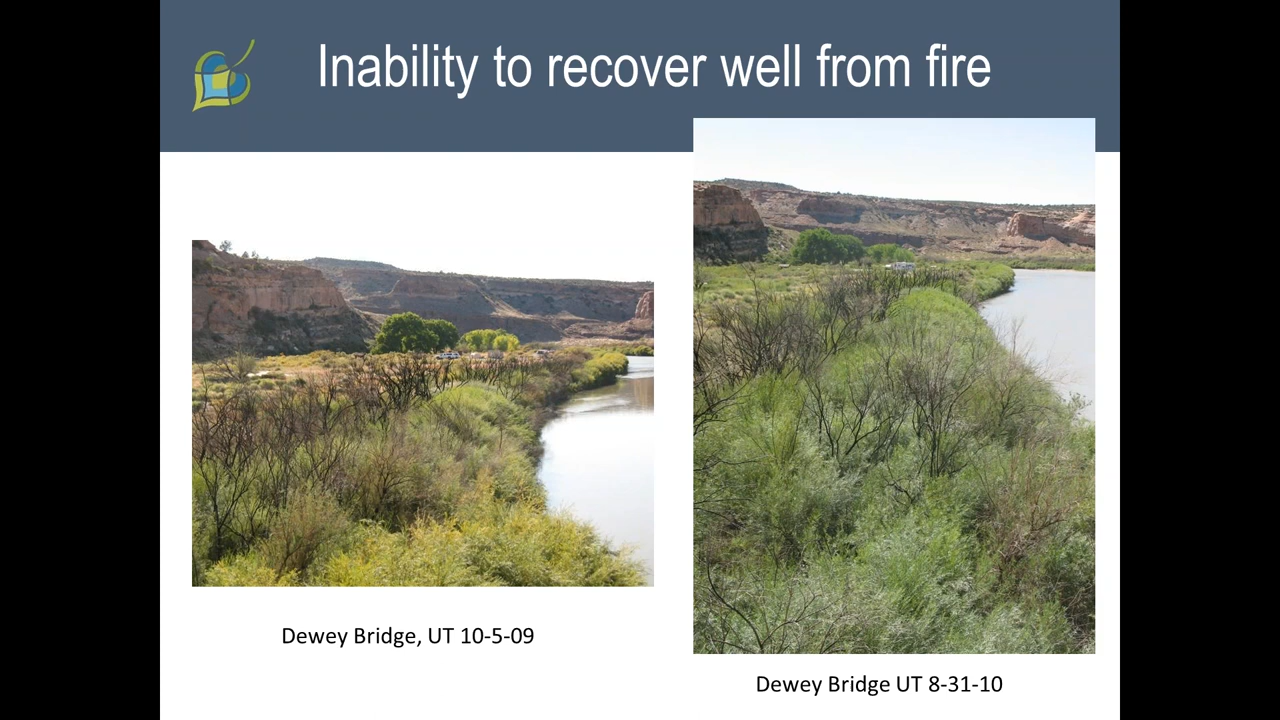 Inability to recover well from fire
Dewey Bridge, UT 10-5-09
Dewey Bridge UT 8-31-10